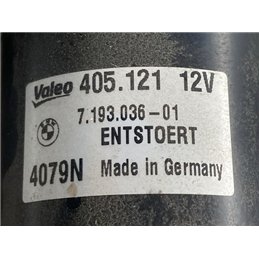 Valeo 405.121 12V
7.193.036-01
ENTSTOERT
4079N Made in Germany